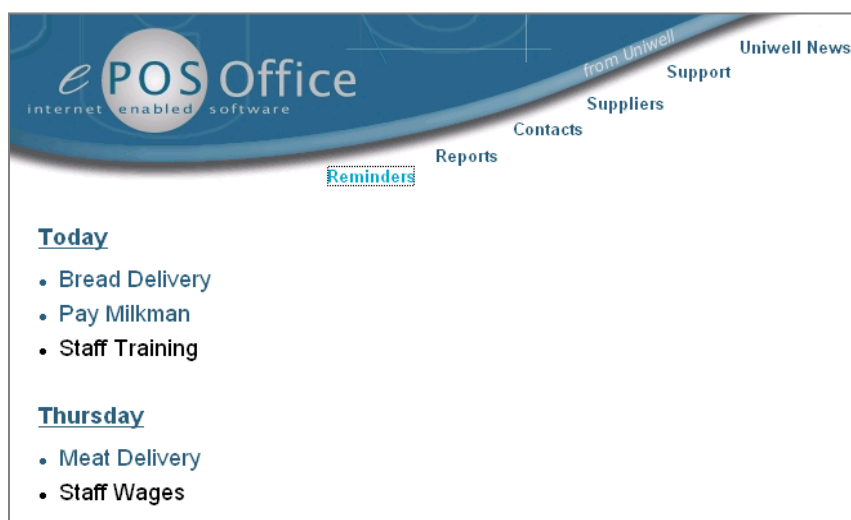 ePOS Office
internet enabled software
from Uniwell
Uniwell News
Support
Suppliers
Contacts
Reports
Reminders
Today
• Bread Delivery
• Pay Milkman
• Staff Training
Thursday
• Meat Delivery
• Staff Wages